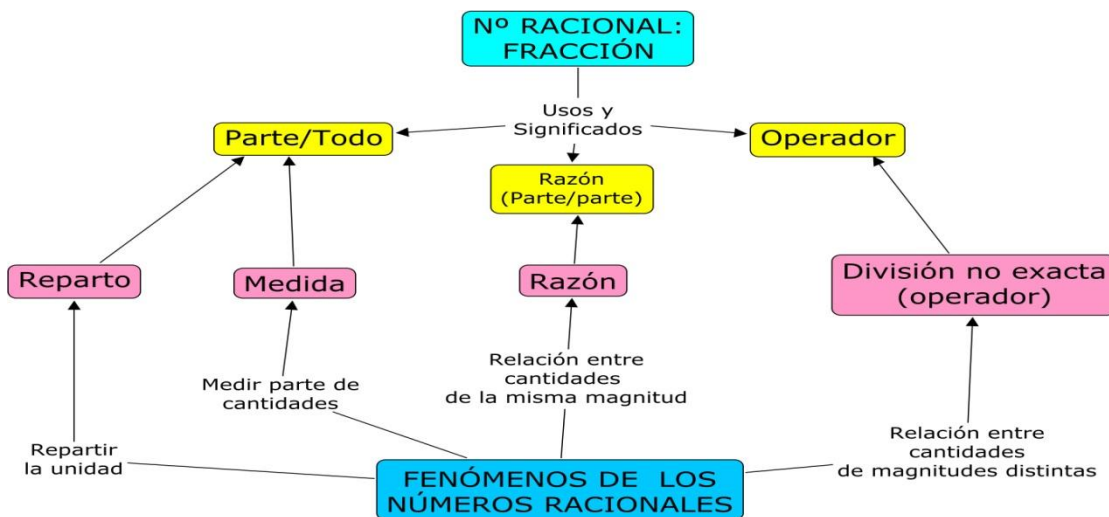 Nº RACIONAL:
FRACCIÓN
Usos y
Significados
Parte/Todo
Operador
Razón
(Parte/parte)
Reparto
Medida
Razón
División no exacta
(operador)
Relación entre
cantidades
de la misma magnitud
Medir parte de
cantidades
Repartir
la unidad
Relación entre
cantidades
de magnitudes distintas
FENÓMENOS DE LOS
NÚMEROS RACIONALES